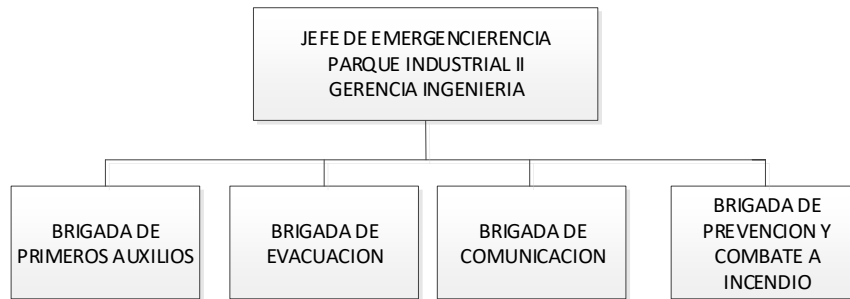 JEFE DE EMERGENCIERENCIA
PARQUE INDUSTRIAL II
GERENCIA INGENIERIA
BRIGADA DE
PRIMEROS AUXILIOS
BRIGADA DE
EVACUACION
BRIGADA DE
COMUNICACION
BRIGADA DE
PREVENCION Y
COMBATE A
INCENDIO